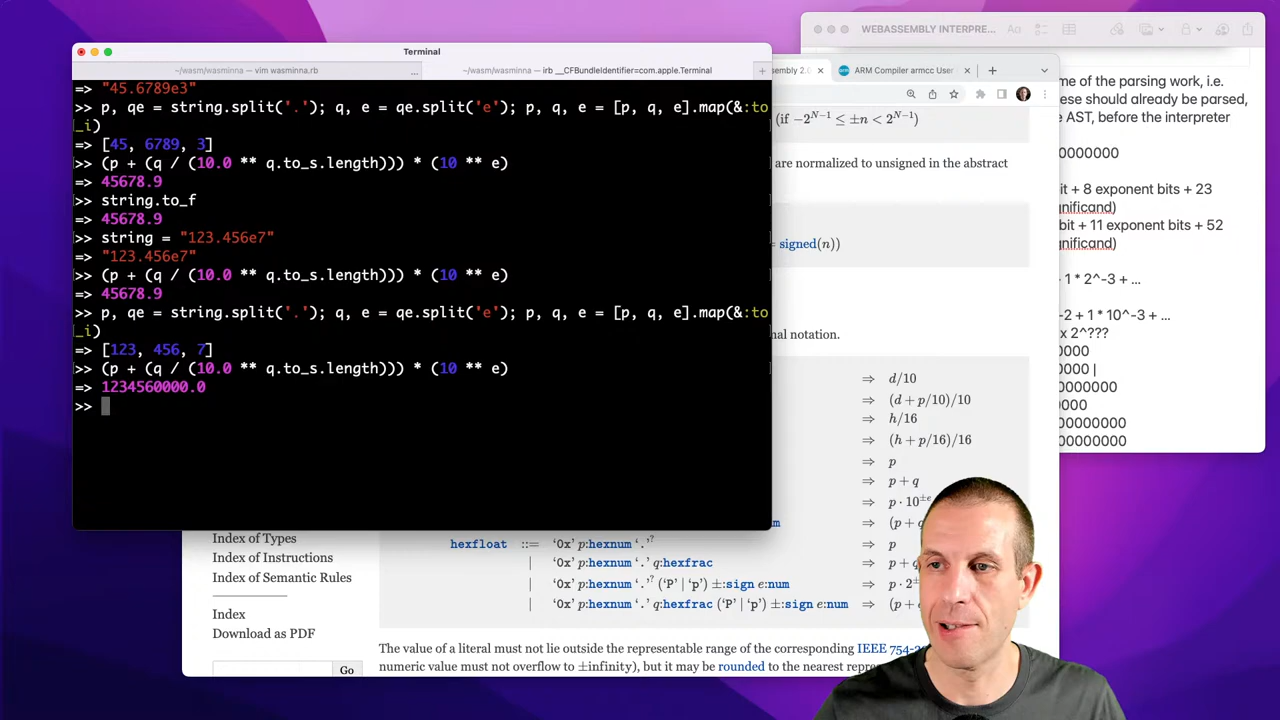 Terminal
~/wasm/wasminna — vim wasminna.rb
...
~/wasm/wasminna — irb __CFBundleIdentifier=com.apple.Terminal
+
=> "45.6789e3"
>> p, qe = string.split('.'); q, e = qe.split('e'); p, q, e = [p, q, e].map(&:to
_i)
=> [45, 6789, 3]
>> (p + (q / (10.0 ** q.to_s.length))) * (10 ** e)
=> 45678.9
>> string.to_f
=> 45678.9
>> string = "123.456e7"
=> "123.456e7"
>> (p + (q / (10.0 ** q.to_s.length))) * (10 ** e)
=> 45678.9
>> p, qe = string.split('.'); q, e = qe.split('e'); p, q, e = [p, q, e].map(&:to
_i)
=> [123, 456, 7]
>> (p + (q / (10.0 ** q.to_s.length))) * (10 ** e)
=> 1234560000.0
>>
WEBASSEMBLY INTERPRE...
Aa
me of the parsing work, i.e.
ese should already be parsed,
e AST, before the interpreter
0000000
it + 8 exponent bits + 23
gnificand)
bit + 11 exponent bits + 52
gnificand)
- 1 * 2^-3 + ...
-2 + 1 * 10^-3 + ...
x 2^???
0000
0000 |
0000000
0000
00000000
00000000
sembly 2.0
ARM Compiler armcc User
(if −2^{N−1} ≤ ±n < 2^{N−1})
are normalized to unsigned in the abstract
= signed(n))
nal notation.
⇒ d/10
⇒ (d + p/10)/10
⇒ h/16
⇒ (h + p/16)/16
⇒ p
⇒ p + q
⇒ p · 10^{±e}
m ⇒ (p + q
hexfloat ::= ‘0x’ p:hexnum ‘.’? ⇒ p
| ‘0x’ p:hexnum ‘.’ q:hexfrac ⇒ p + q
| ‘0x’ p:hexnum ‘.’? (‘P’ | ‘p’) ±:sign e:num ⇒ p · 2^±
| ‘0x’ p:hexnum ‘.’ q:hexfrac (‘P’ | ‘p’) ±:sign e:num ⇒ (p + q
The value of a literal must not lie outside the representable range of the corresponding IEEE 754-2
numeric value must not overflow to ±infinity), but it may be rounded to the nearest repre
Index of Types
Index of Instructions
Index of Semantic Rules
Index
Download as PDF
Go